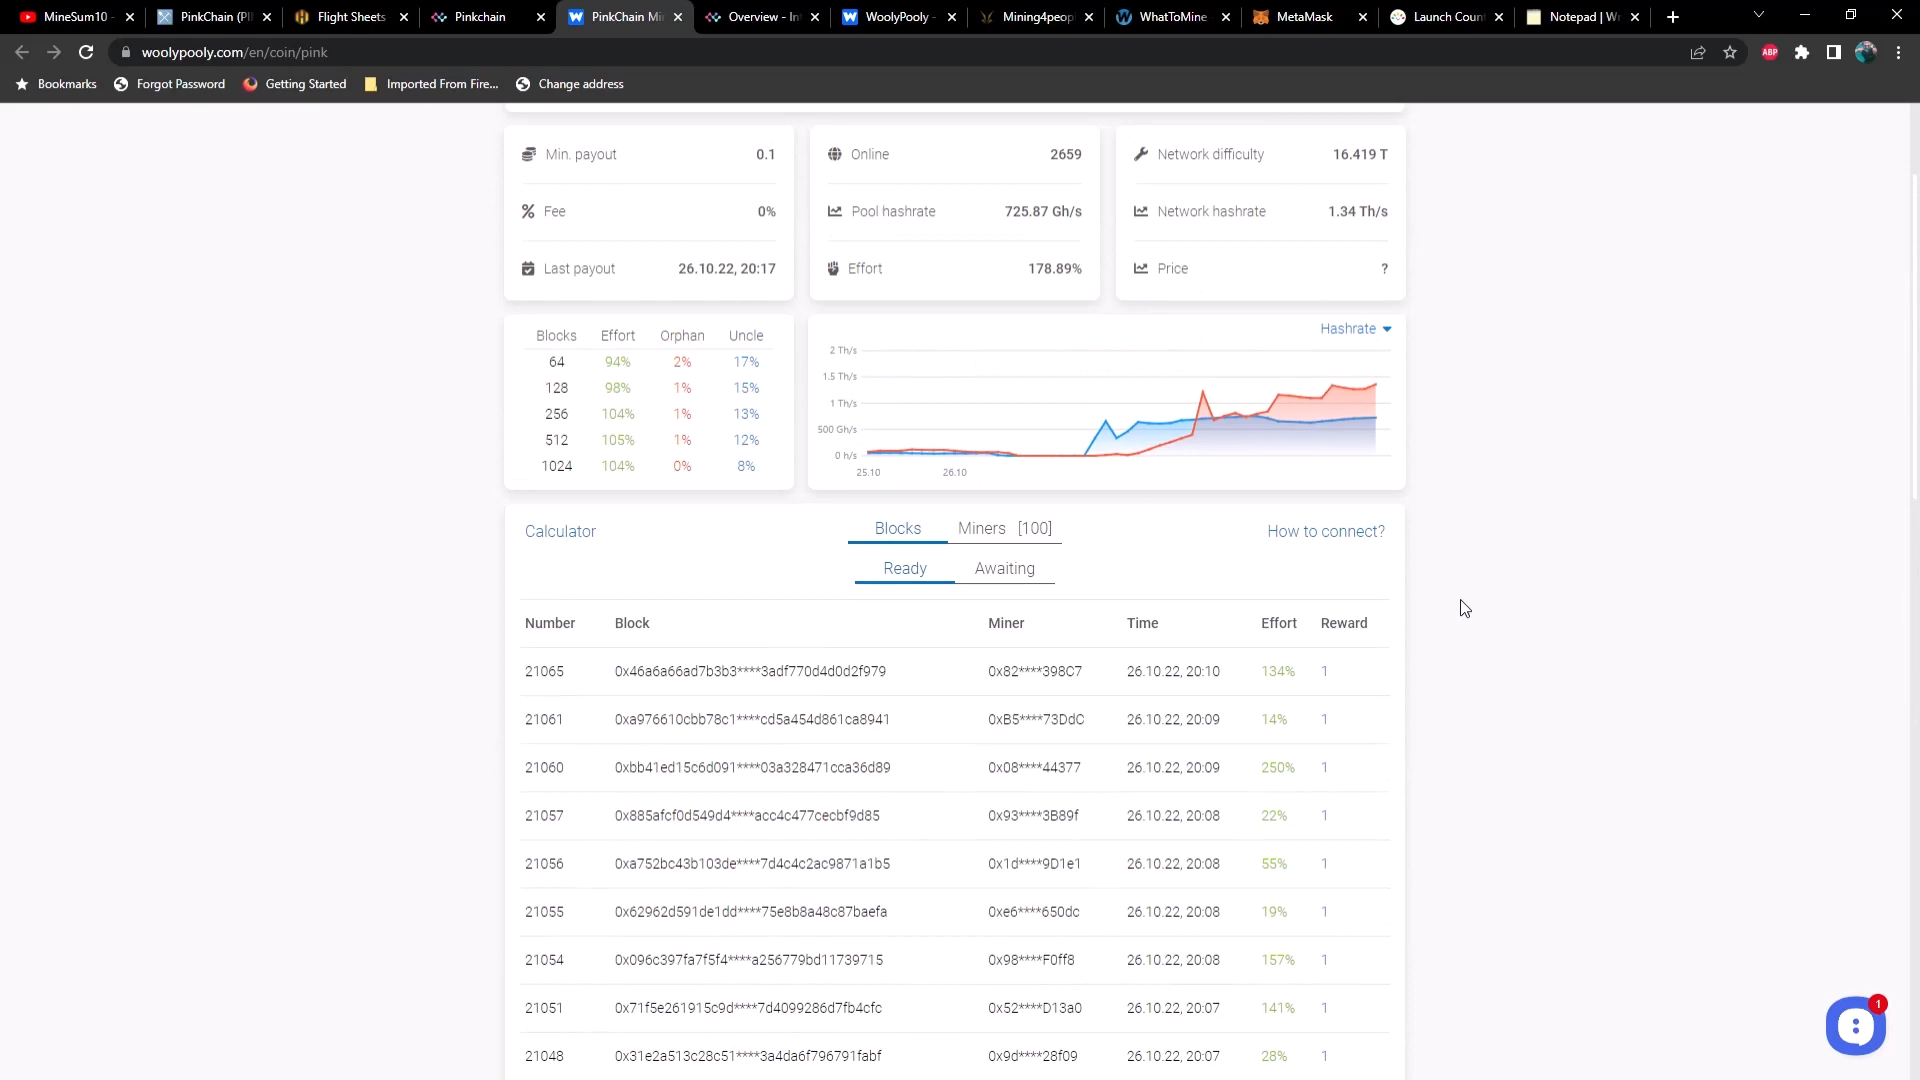 MineSum10 -
PinkChain (PI
Flight Sheets
Pinkchain
PinkChain Mi
Overview - In
WoolyPooly -
Mining4peop
WhatToMine
MetaMask
Launch Coun
Notepad | W
woolypooly.com/en/coin/pink
ABP
Bookmarks
Forgot Password
Getting Started
Imported From Fire...
Change address
Min. payout 0.1
Fee 0%
Last payout 26.10.22, 20:17
Online 2659
Pool hashrate 725.87 Gh/s
Effort 178.89%
Network difficulty 16.419 T
Network hashrate 1.34 Th/s
Price ?
Blocks Effort Orphan Uncle
64 94% 2% 17%
128 98% 1% 15%
256 104% 1% 13%
512 105% 1% 12%
1024 104% 0% 8%
Hashrate
2 Th/s
1.5 Th/s
1 Th/s
500 Gh/s
0 h/s
25.10 26.10
Calculator
Blocks Miners [100]
How to connect?
Ready Awaiting
Number Block Miner Time Effort Reward
21065 0x46a6a66ad7b3b3****3adf770d4d0d2f979 0x82****398C7 26.10.22, 20:10 134% 1
21061 0xa976610cbb78c1****cd5a454d861ca8941 0xB5****73DdC 26.10.22, 20:09 14% 1
21060 0xbb41ed15c6d091****03a328471cca36d89 0x08****44377 26.10.22, 20:09 250% 1
21057 0x885afcf0d549d4****acc4c477cecbf9d85 0x93****3B89f 26.10.22, 20:08 22% 1
21056 0xa752bc43b103de****7d4c4c2ac9871a1b5 0x1d****9D1e1 26.10.22, 20:08 55% 1
21055 0x62962d591de1dd****75e8b8a48c87baefa 0xe6****650dc 26.10.22, 20:08 19% 1
21054 0x096c397fa7f5f4****a256779bd11739715 0x98****F0ff8 26.10.22, 20:08 157% 1
21051 0x71f5e261915c9d****7d4099286d7fb4cfc 0x52****D13a0 26.10.22, 20:07 141% 1
21048 0x31e2a513c28c51****3a4da6f796791fabf 0x9d****28f09 26.10.22, 20:07 28% 1
1